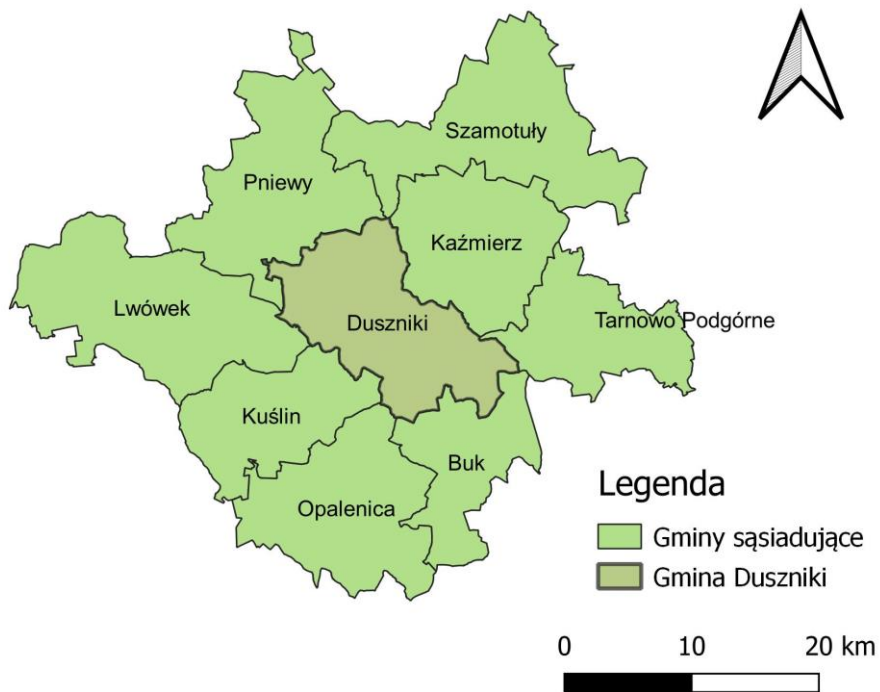 Szamotuły
Pniewy
Kaźmierz
Lwówek
Duszniki
Tarnowo Podgórne
Kuślin
Buk
Opalenica
Legenda
Gminy sąsiadujące
Gmina Duszniki
0 10 20 km